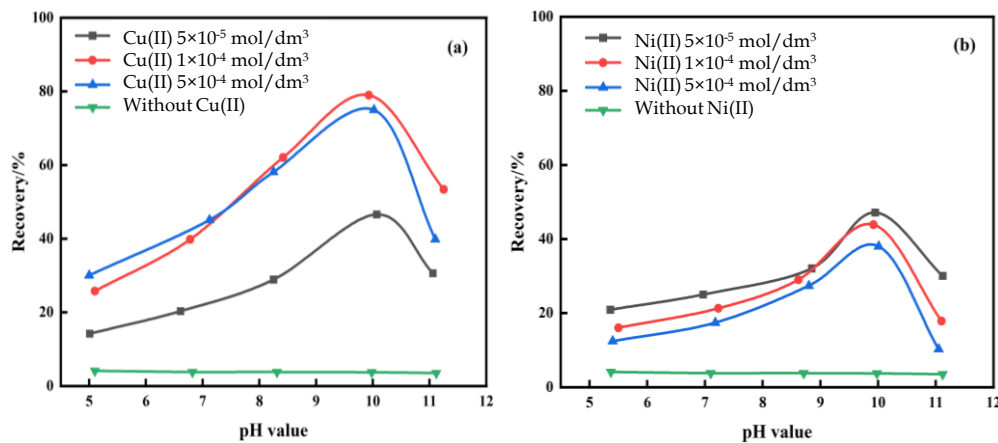 (a)
Cu(II) 5×10⁻⁵ mol/dm³
Cu(II) 1×10⁻⁴ mol/dm³
Cu(II) 5×10⁻⁴ mol/dm³
Without Cu(II)
Recovery/%
100
80
60
40
20
0
5 6 7 8 9 10 11 12
pH value
(b)
Ni(II) 5×10⁻⁵ mol/dm³
Ni(II) 1×10⁻⁴ mol/dm³
Ni(II) 5×10⁻⁴ mol/dm³
Without Ni(II)
Recovery/%
100
80
60
40
20
0
5 6 7 8 9 10 11 12
pH value